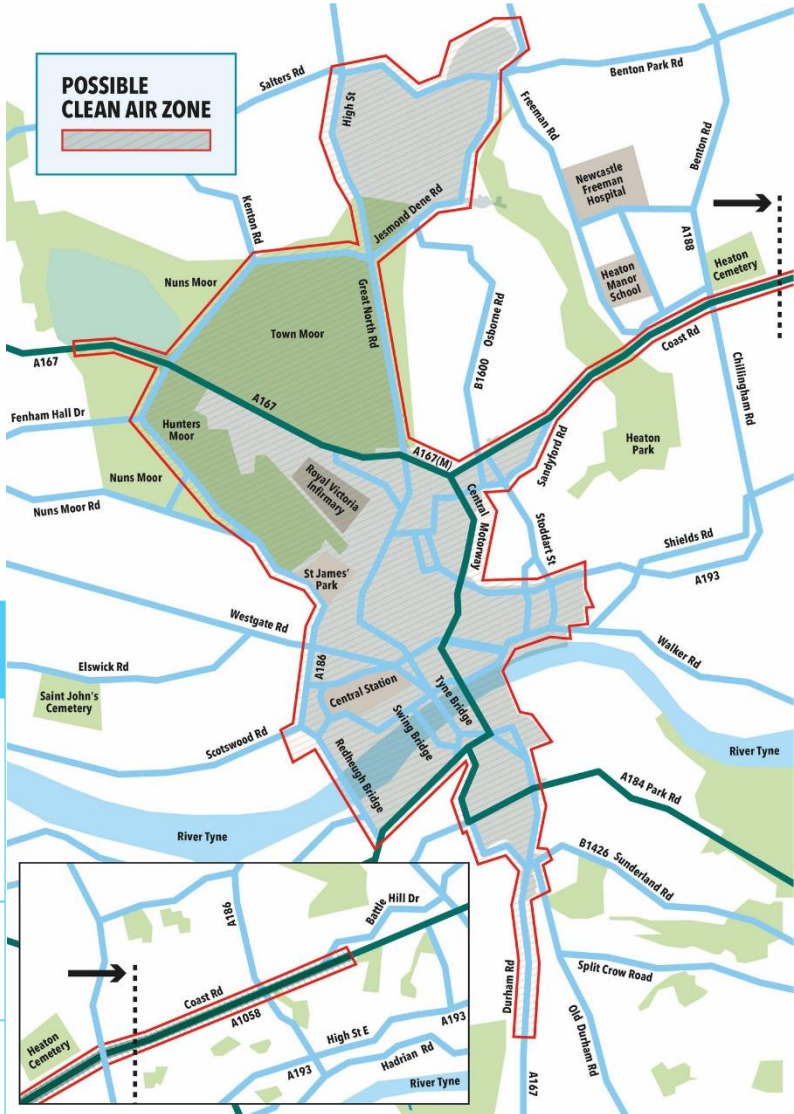 POSSIBLE
CLEAN AIR ZONE
Salters Rd
High St
Benton Park Rd
Freeman Rd
Benton Rd
Newcastle
Freeman
Hospital
Kenton Rd
Jesmond Dene Rd
A188
Heaton
Manor
School
Heaton
Cemetery
Nuns Moor
Great North Rd
Osborne Rd
B1600
Town Moor
Coast Rd
A167
A167
Chillingham Rd
Fenham Hall Dr
Hunters
Moor
A167(M)
Sandyford Rd
Heaton
Park
Nuns Moor
Royal Victoria
Infirmary
Central Motorway
Nuns Moor Rd
Stoddart St
Shields Rd
A193
St James'
Park
Westgate Rd
A186
Walker Rd
Elswick Rd
Saint John's
Cemetery
Central Station
Tyne Bridge
Swing Bridge
Scotswood Rd
Redheugh Bridge
River Tyne
A184 Park Rd
River Tyne
B1426 Sunderland Rd
Split Crow Road
Durham Rd
Old Durham Rd
A167
A186
Battle Hill Dr
Coast Rd
A1058
Heaton
Cemetery
High St E
A193
A193
Hadrian Rd
River Tyne